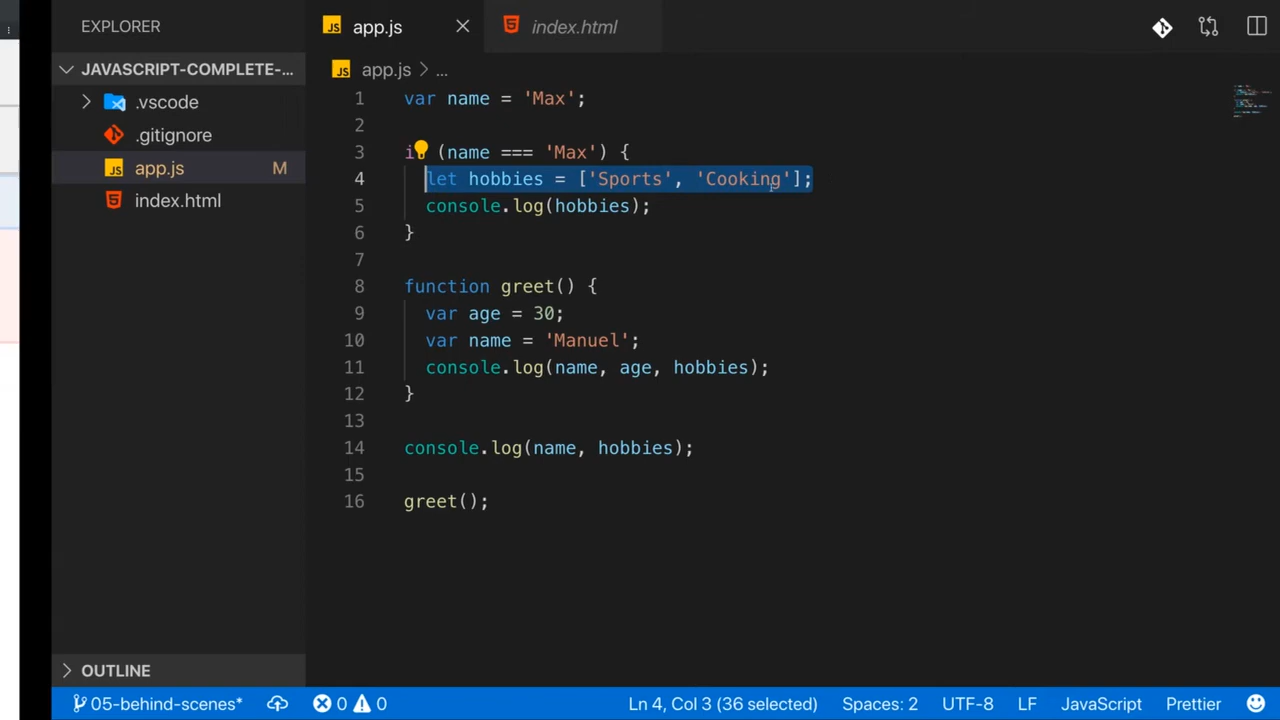 EXPLORER
app.js
index.html
JAVASCRIPT-COMPLETE-...
app.js > ...
.vscode
.gitignore
app.js M
index.html
1 var name = 'Max';
2
3 i (name === 'Max') {
4 let hobbies = ['Sports', 'Cooking'];
5 console.log(hobbies);
6 }
7
8 function greet() {
9 var age = 30;
10 var name = 'Manuel';
11 console.log(name, age, hobbies);
12 }
13
14 console.log(name, hobbies);
15
16 greet();
OUTLINE
05-behind-scenes* 0 0 Ln 4, Col 3 (36 selected) Spaces: 2 UTF-8 LF JavaScript Prettier